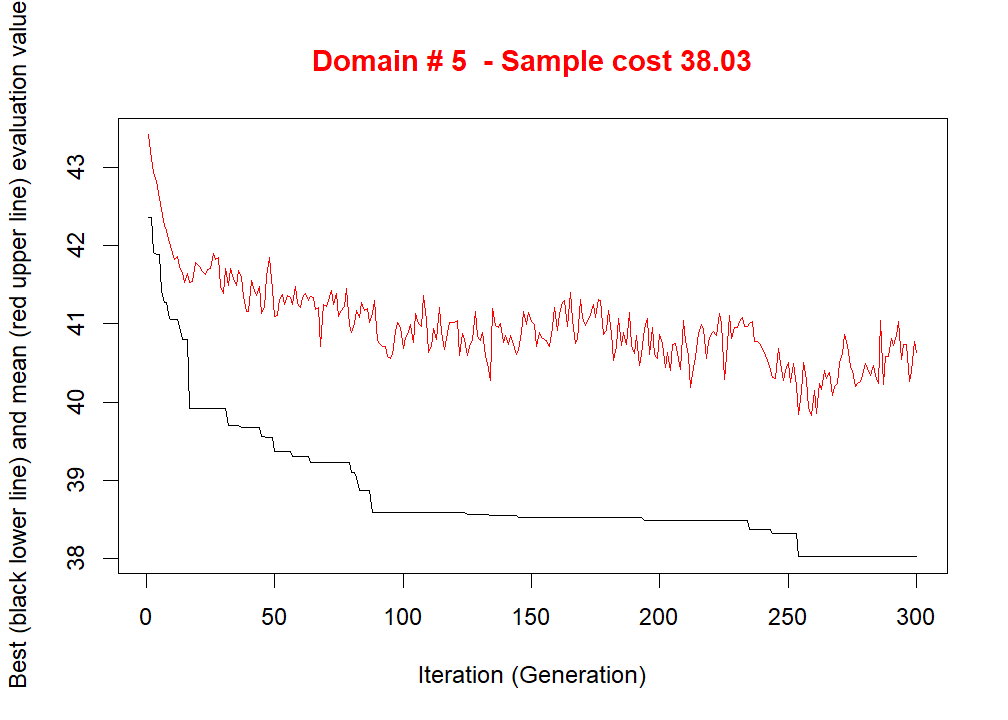 Domain # 5  - Sample cost 38.03
Best (black lower line) and mean (red upper line) evaluation value
43
42
41
40
39
38
0 50 100 150 200 250 300
Iteration (Generation)